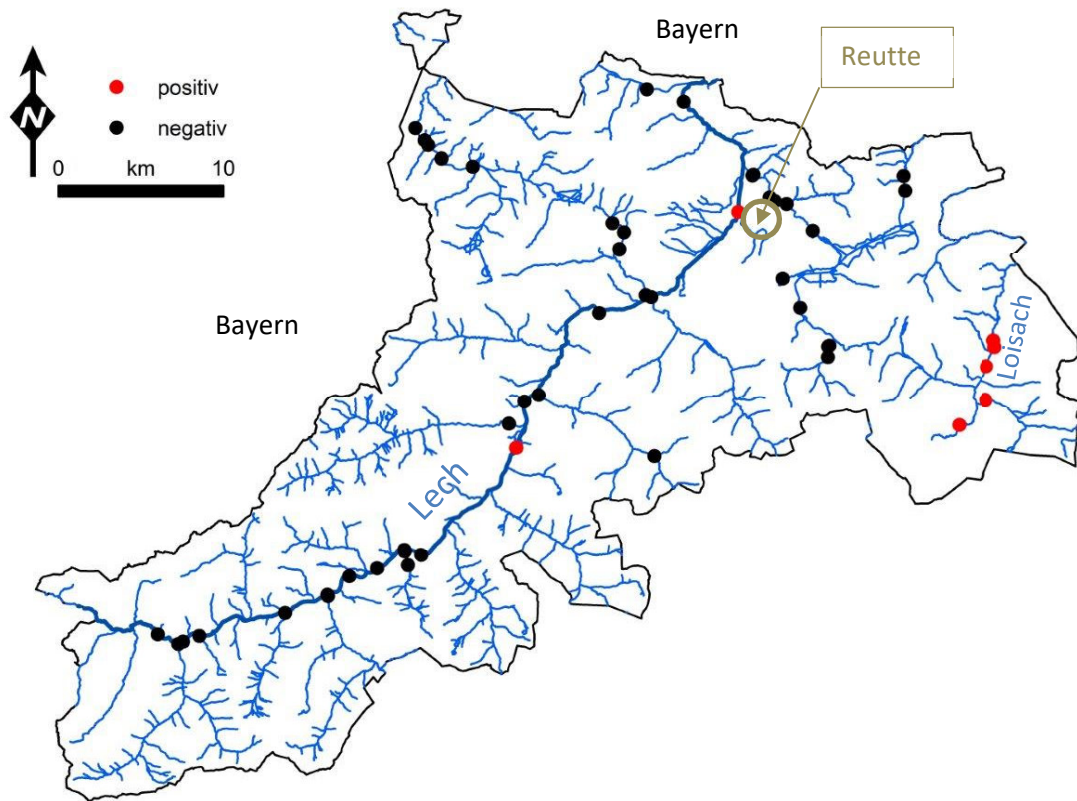 Bayern
Reutte
N
positiv
negativ
0 km 10
Bayern
Loisach
Lech